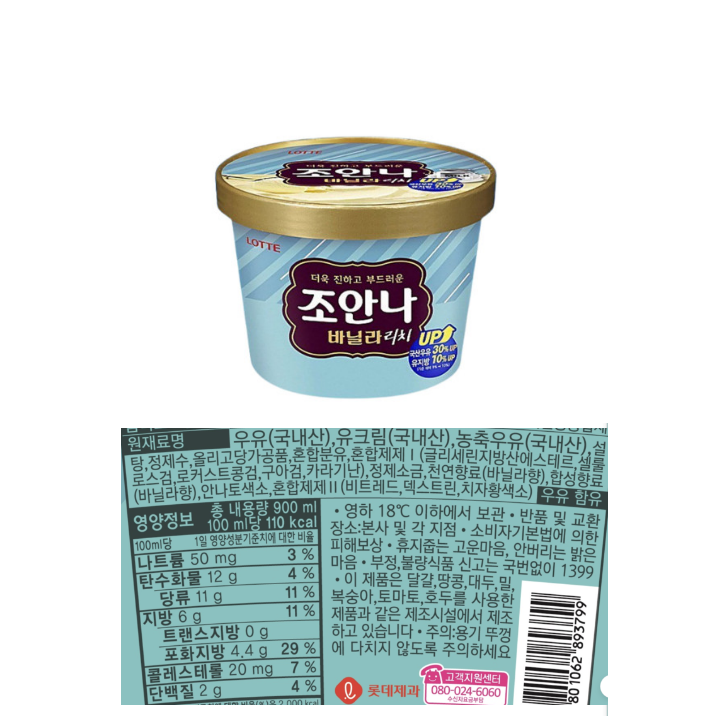 LOTTE
더욱 진하고 부드러운
조안나
바닐라리치
UP
LOTTE
더욱 진하고 부드러운
조안나
바닐라리치
UP
국산우유 30% UP
유지방 10% UP
원재료명 우유(국내산),유크림(국내산),농축우유(국내산),설
탕,정제수,올리고당가공품,혼합분유,혼합제제Ⅰ(글리세린지방산에스테르,셀룰
로스검,로커스트콩검,구아검,카라기난),정제소금,천연향료(바닐라향),합성향료
(바닐라향),안나토색소,혼합제제Ⅱ(비트레드,덱스트린,치자황색소) 우유 함유
영양정보 총 내용량 900 ml
100 ml당 110 kcal
100ml당 1일 영양성분기준치에 대한 비율
나트륨 50 mg 3 %
탄수화물 12 g 4 %
당류 11 g 11 %
지방 6 g 11 %
트랜스지방 0 g
포화지방 4.4 g 29 %
콜레스테롤 20 mg 7 %
단백질 2 g 4 %
• 영하 18℃ 이하에서 보관 • 반품 및 교환
장소:본사 및 각 지점 • 소비자기본법에 의한
피해보상 • 휴지줍는 고운마음, 안버리는 밝은
마음 • 부정,불량식품 신고는 국번없이 1399
• 이 제품은 달걀,땅콩,대두,밀,
복숭아,토마토,호두를 사용한
제품과 같은 제조시설에서 제조
하고 있습니다 • 주의:용기 뚜껑
에 다치지 않도록 주의하세요
롯데제과
고객지원센터
080-024-6060
수신자요금부담
801062 893799